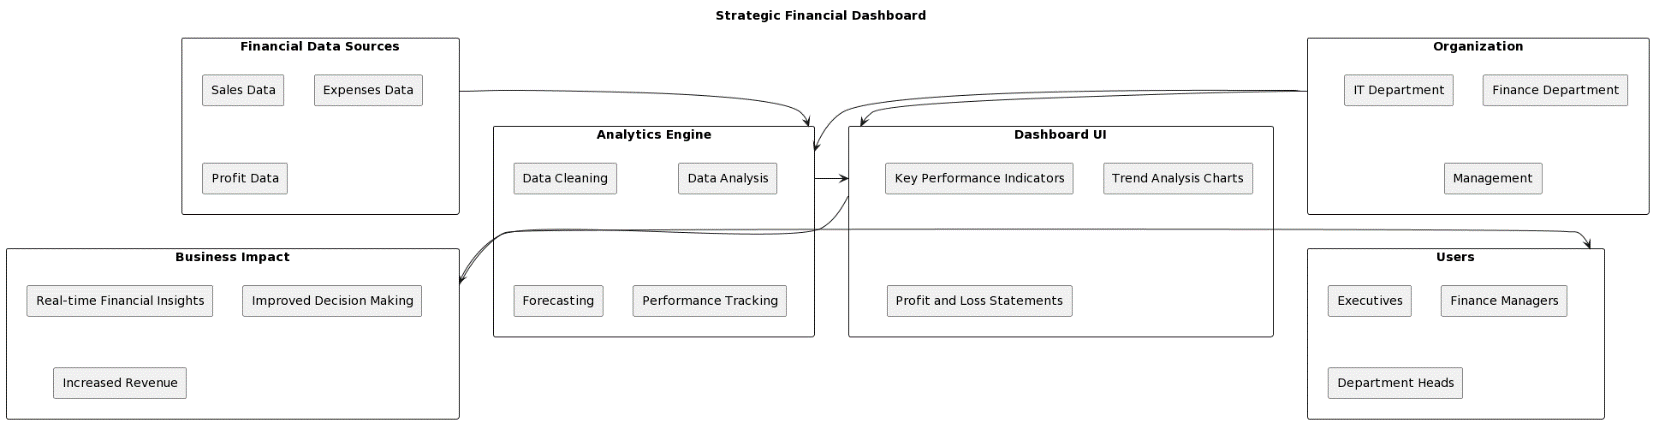 Strategic Financial Dashboard
Financial Data Sources
Sales Data
Expenses Data
Profit Data
Organization
IT Department
Finance Department
Management
Analytics Engine
Data Cleaning
Data Analysis
Forecasting
Performance Tracking
Dashboard UI
Key Performance Indicators
Trend Analysis Charts
Profit and Loss Statements
Business Impact
Real-time Financial Insights
Improved Decision Making
Increased Revenue
Users
Executives
Finance Managers
Department Heads